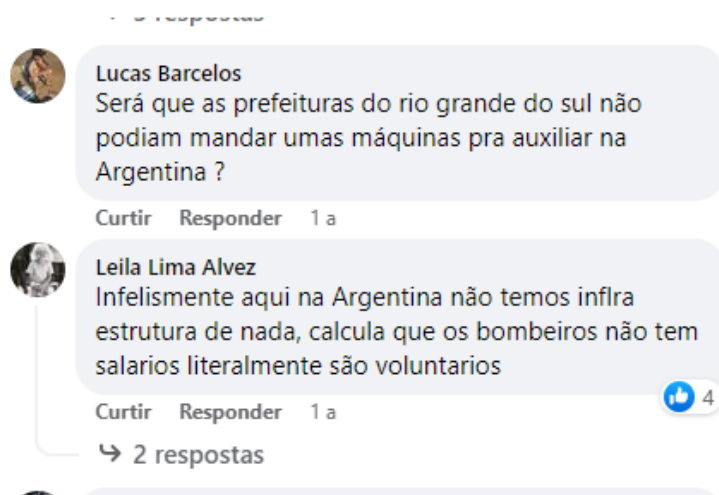 respostas
Lucas Barcelos
Será que as prefeituras do rio grande do sul não
podiam mandar umas máquinas pra auxiliar na
Argentina ?
Curtir Responder 1 a
Leila Lima Alvez
Infelismente aqui na Argentina não temos inflra
estrutura de nada, calcula que os bombeiros não tem
salarios literalmente são voluntarios
4
Curtir Responder 1 a
2 respostas